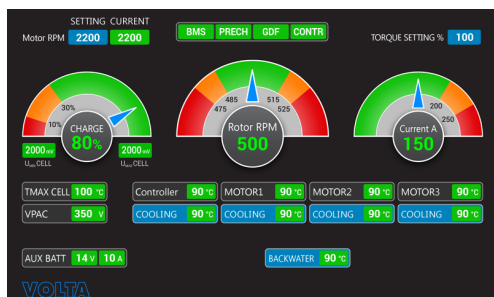 SETTING CURRENT
Motor RPM 2200 2200
BMS PRECH GDF CONTR
TORQUE SETTING % 100
10% 30%
CHARGE
80%
2000 mV 2000 mV
CELL CELL
475 485 515 525
Rotor RPM
500
200 250
Current A
150
TMAX CELL 100 °C
VPAC 350 V
Controller 90 °C MOTOR1 90 °C MOTOR2 90 °C MOTOR3 90 °C
COOLING 90 °C COOLING 90 °C COOLING 90 °C COOLING 90 °C
AUX BATT 14 V 10 A
BACKWATER 90 °C
VOLTA